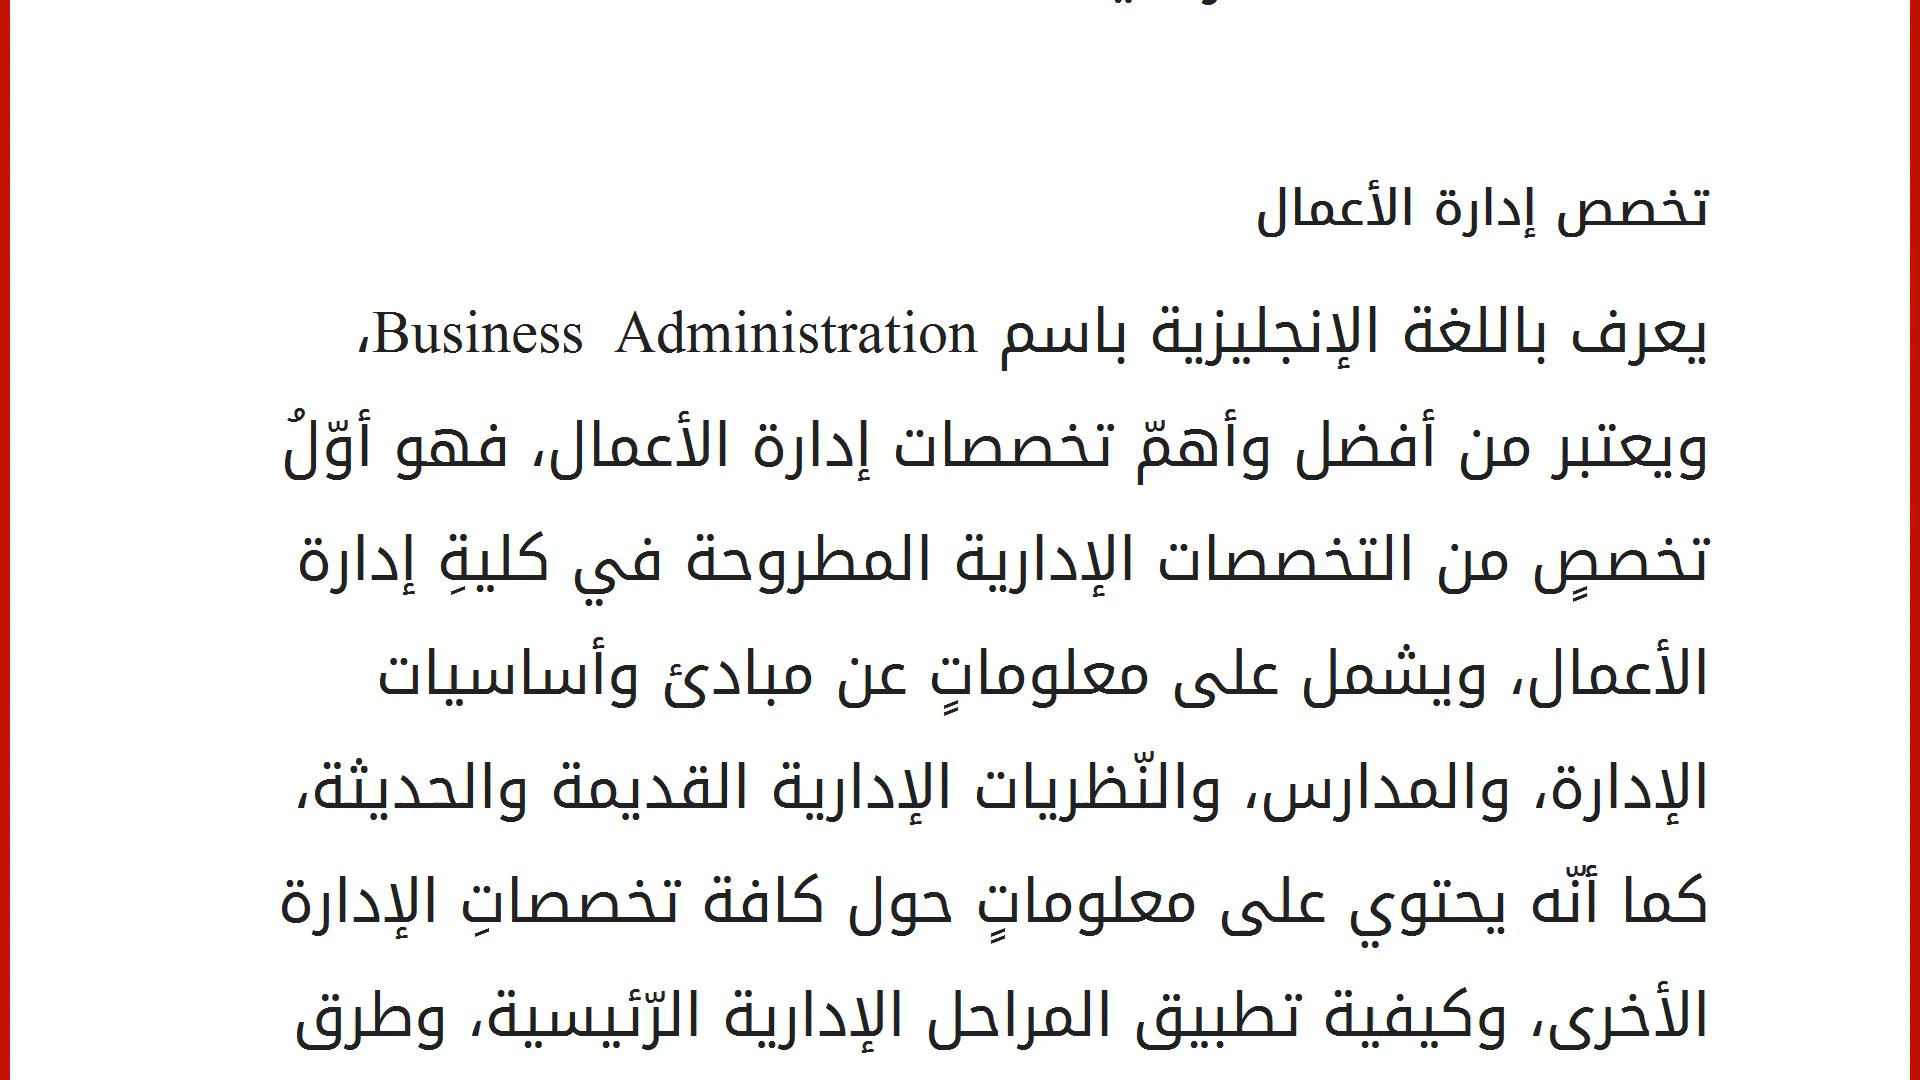 تخصص إدارة الأعمال
يعرف باللغة الإنجليزية باسم Business Administration،
ويعتبر من أفضل وأهمّ تخصصات إدارة الأعمال، فهو أوّلُ
تخصصٍ من التخصصات الإدارية المطروحة في كليةِ إدارة
الأعمال، ويشمل على معلوماتٍ عن مبادئ وأساسيات
الإدارة، والمدارس، والنّظريات الإدارية القديمة والحديثة،
كما أنّه يحتوي على معلوماتٍ حول كافة تخصصاتِ الإدارة
الأخرى، وكيفية تطبيق المراحل الإدارية الرّئيسية، وطرق